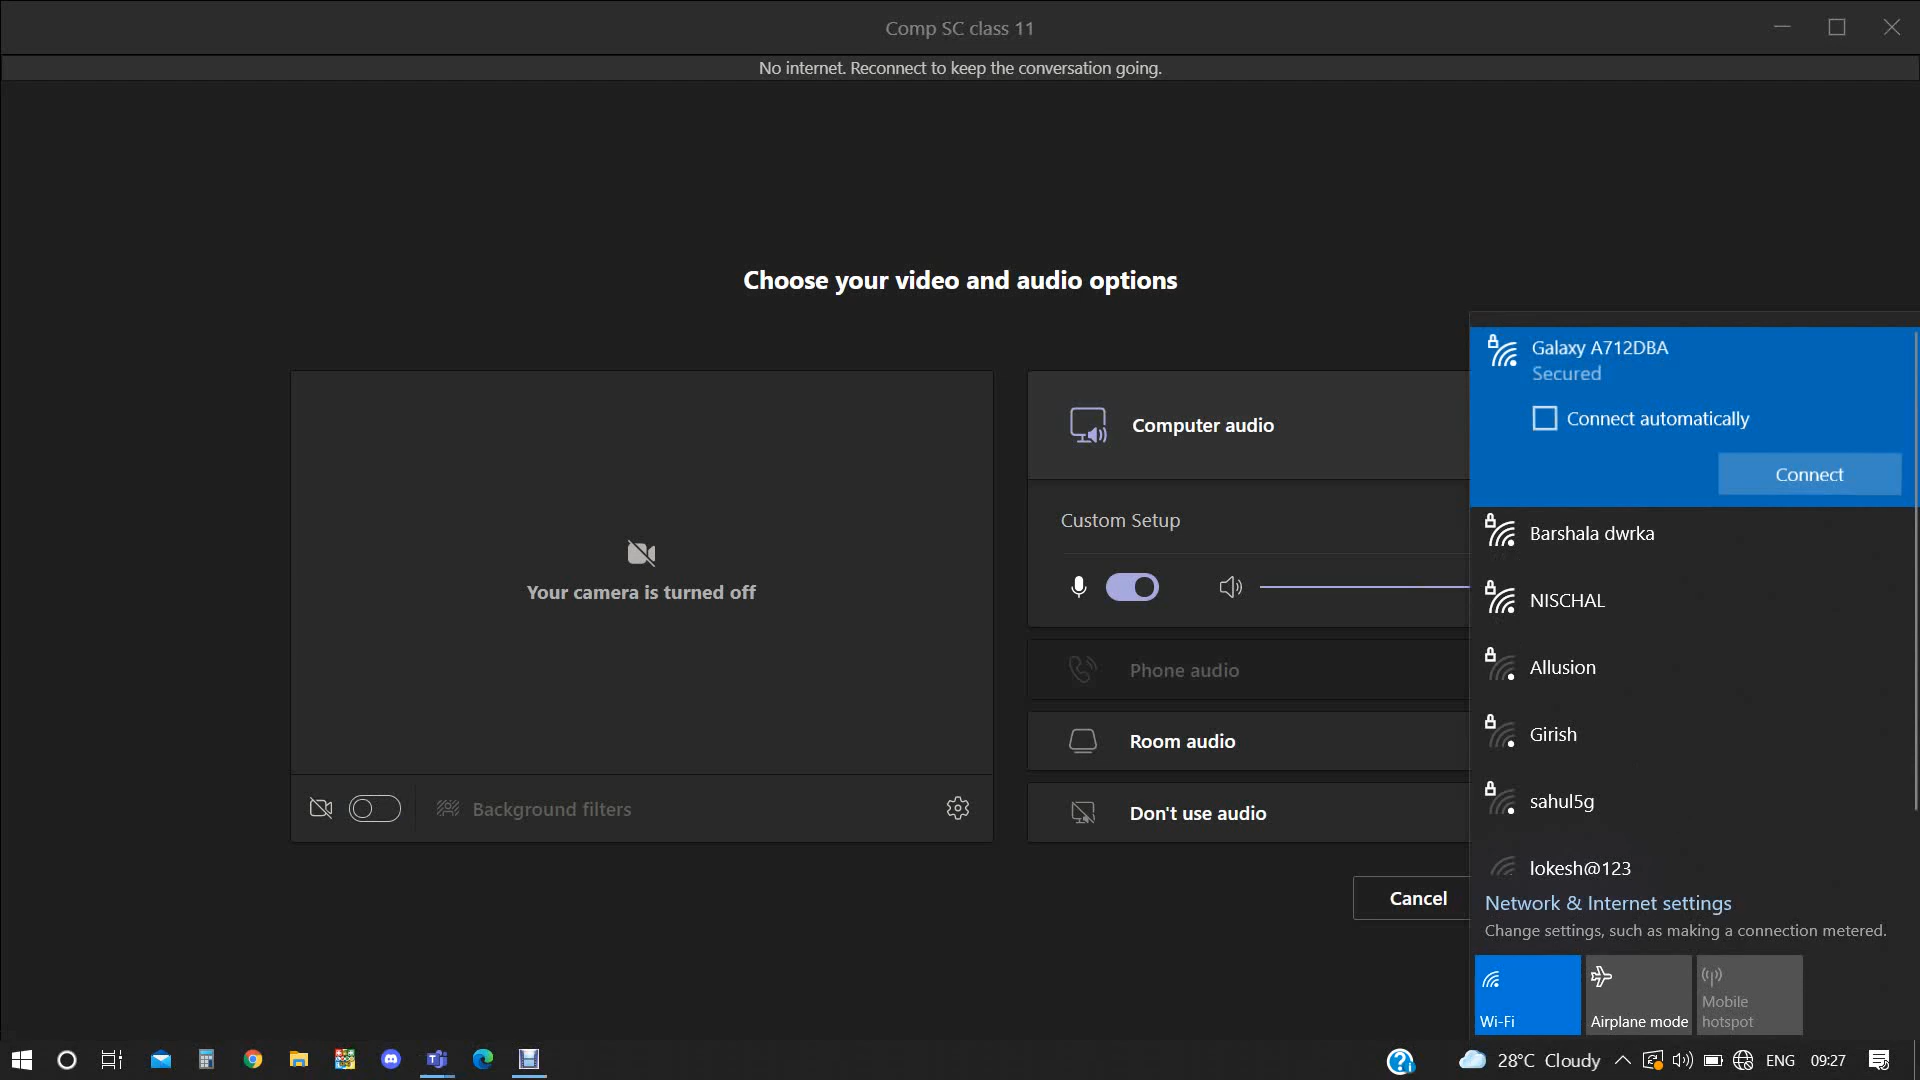 Comp SC class 11
No internet. Reconnect to keep the conversation going.
Choose your video and audio options
Your camera is turned off
Background filters
Computer audio
Custom Setup
Phone audio
Room audio
Don't use audio
Cancel
Galaxy A712DBA
Secured
Connect automatically
Connect
Barshala dwrka
NISCHAL
Allusion
Girish
sahul5g
lokesh@123
Network & Internet settings
Change settings, such as making a connection metered.
Wi-Fi
Airplane mode
Mobile
hotspot
28°C Cloudy
ENG
09:27